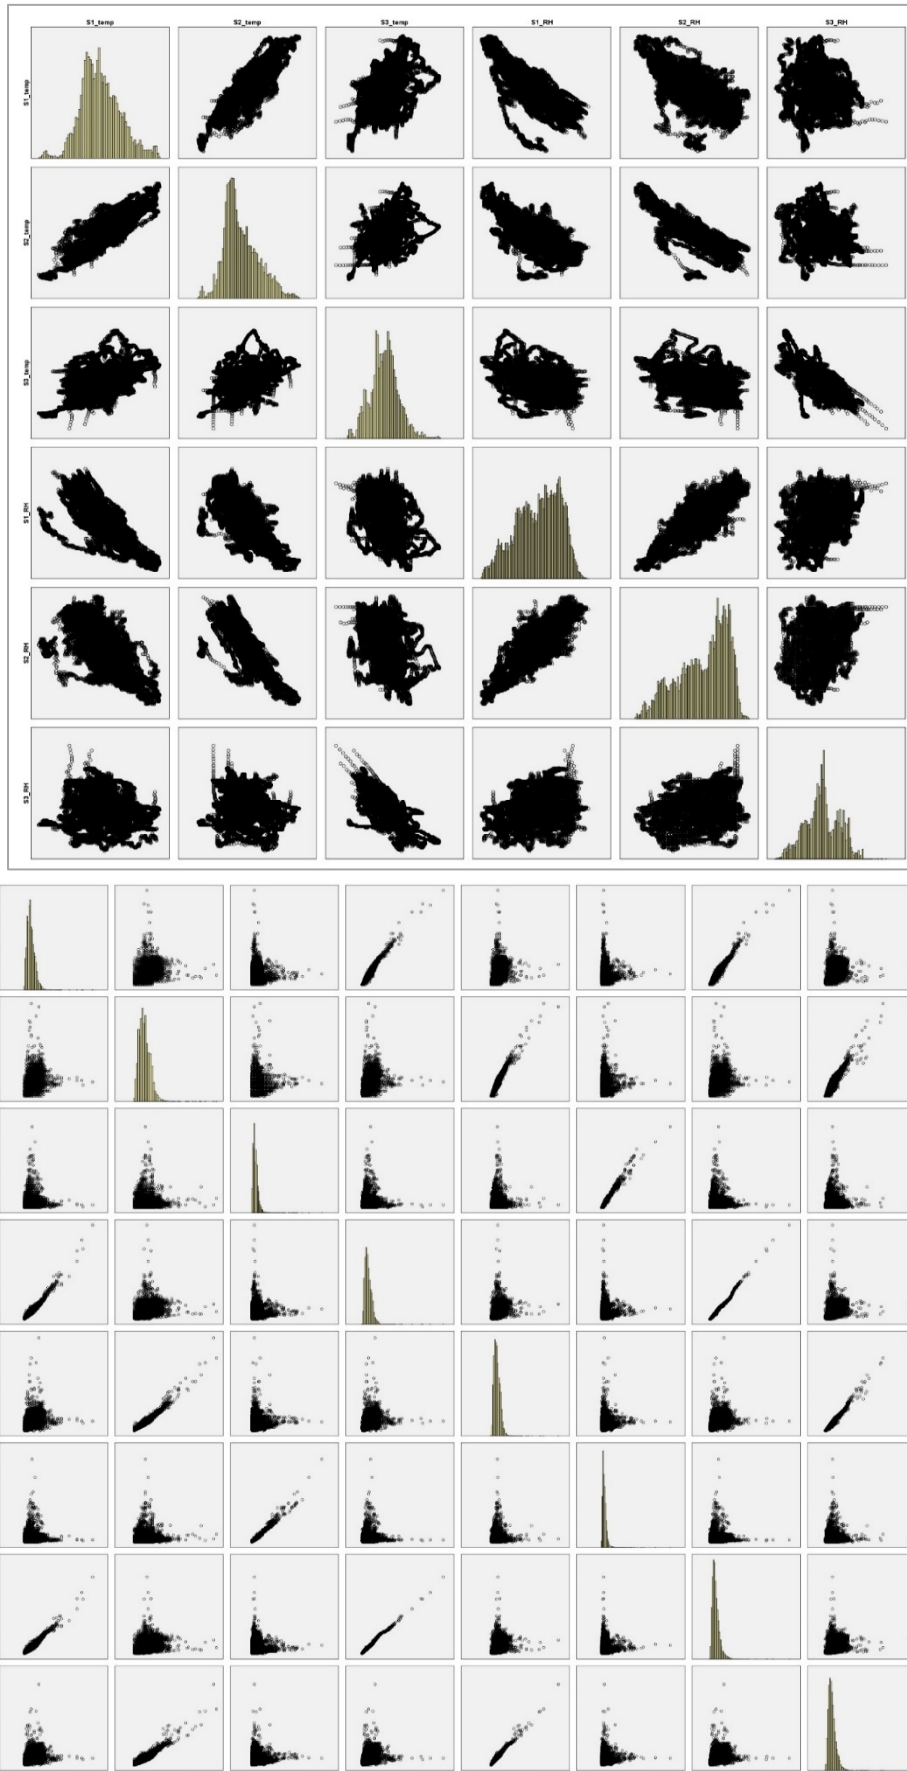 S1_temp S2_temp S3_temp S1_RH S2_RH S3_RH
S1_temp
S2_temp
S3_temp
S1_RH
S2_RH
S3_RH